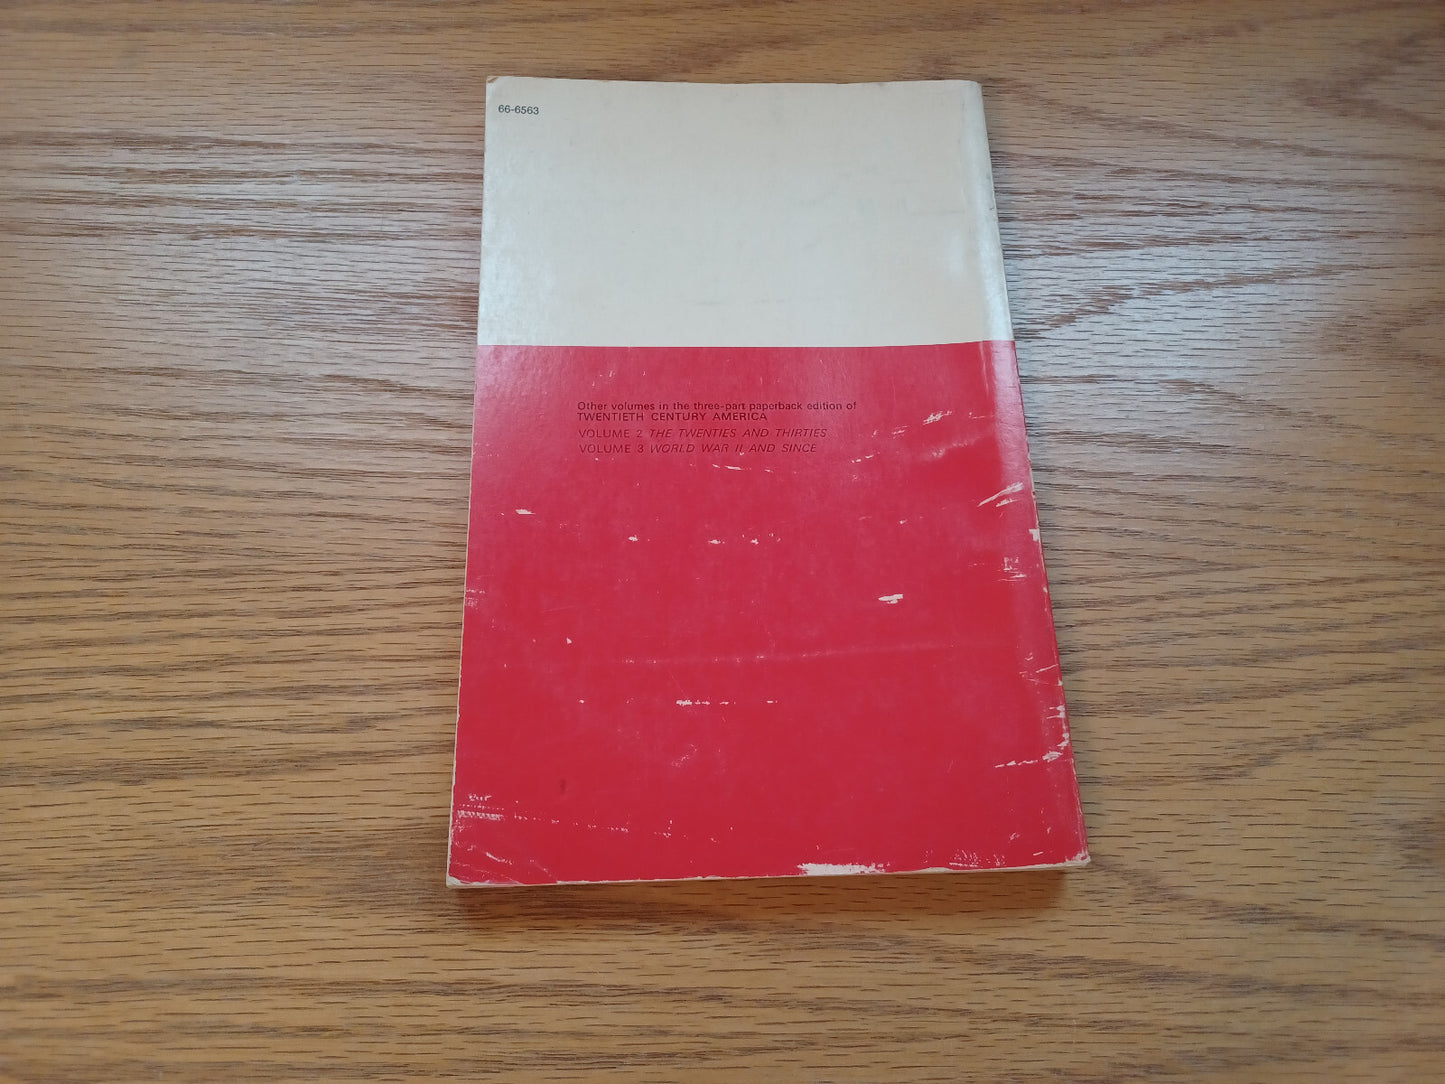 66-6563
Other volumes in the three-part paperback edition of
TWENTIETH CENTURY AMERICA
VOLUME 2 THE TWENTIES AND THIRTIES
VOLUME 3 WORLD WAR II AND SINCE